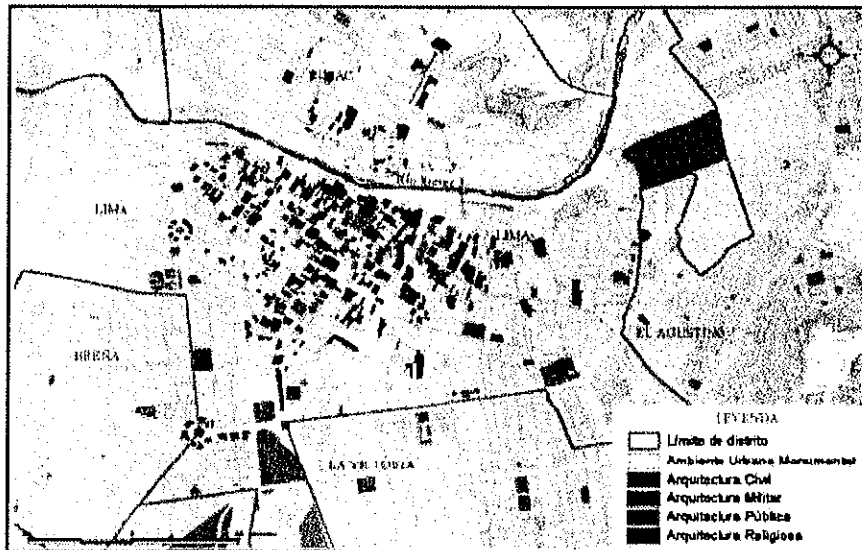 LIMA
LIMA
BREÑA
EL AGUSTINO
LA VICTORIA
LEYENDA
Límite de distrito
Ambiente Urbano Monumental
Arquitectura Civil
Arquitectura Militar
Arquitectura Pública
Arquitectura Religiosa